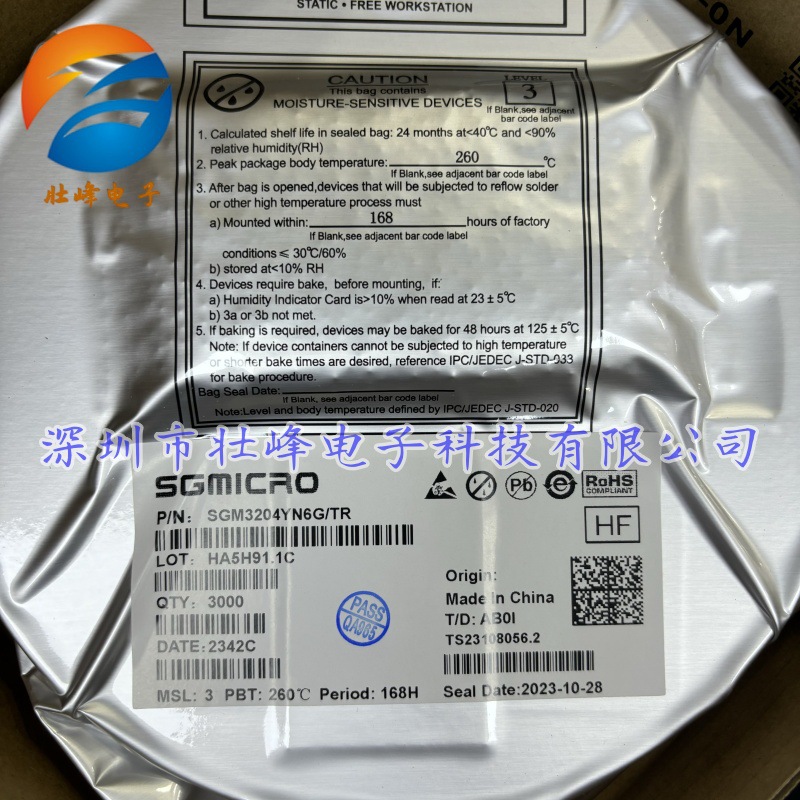 STATIC • FREE WORKSTATION
CAUTION
This bag contains
MOISTURE-SENSITIVE DEVICES
LEVEL
3
If Blank,see adjacent
bar code label
1. Calculated shelf life in sealed bag: 24 months at<40℃ and <90%
relative humidity(RH)
2. Peak package body temperature: 260 ℃
If Blank,see adjacent bar code label
3. After bag is opened,devices that will be subjected to reflow solder
or other high temperature process must
a) Mounted within: 168 hours of factory
If Blank,see adjacent bar code label
conditions ≤ 30℃/60%
b) stored at<10% RH
4. Devices require bake, before mounting, if:
a) Humidity Indicator Card is>10% when read at 23 ± 5℃
b) 3a or 3b not met.
5. If baking is required, devices may be baked for 48 hours at 125 ± 5℃
Note: If device containers cannot be subjected to high temperature
or shorter bake times are desired, reference IPC/JEDEC J-STD-033
for bake procedure.
Bag Seal Date:
If Blank, see adjacent bar code label
Note:Level and body temperature defined by IPC/JEDEC J-STD-020
壮峰电子
深圳市壮峰电子科技有限公司
SGMICRO
Pb
e
RoHS
COMPLIANT
HF
P/N: SGM3204YN6G/TR
LOT: HA5H91.1C
QTY: 3000
DATE:2342C
MSL: 3 PBT: 260℃ Period: 168H
PASS
QA065
Origin:
Made in China
T/D: AB0I
TS23108056.2
Seal Date:2023-10-28